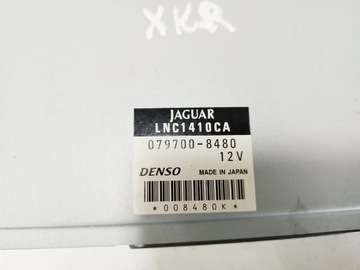 XKR
JAGUAR
LNC1410CA
079700-8480
12V
DENSO MADE IN JAPAN
*008480K*